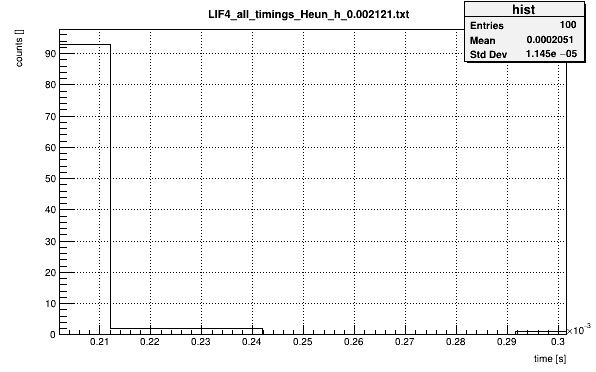 LIF4_all_timings_Heun_h_0.002121.txt
hist
Entries 100
Mean 0.0002051
Std Dev 1.145e −05
counts []
90
80
70
60
50
40
30
20
10
0
0.21 0.22 0.23 0.24 0.25 0.26 0.27 0.28 0.29 0.3
×10−3
time [s]